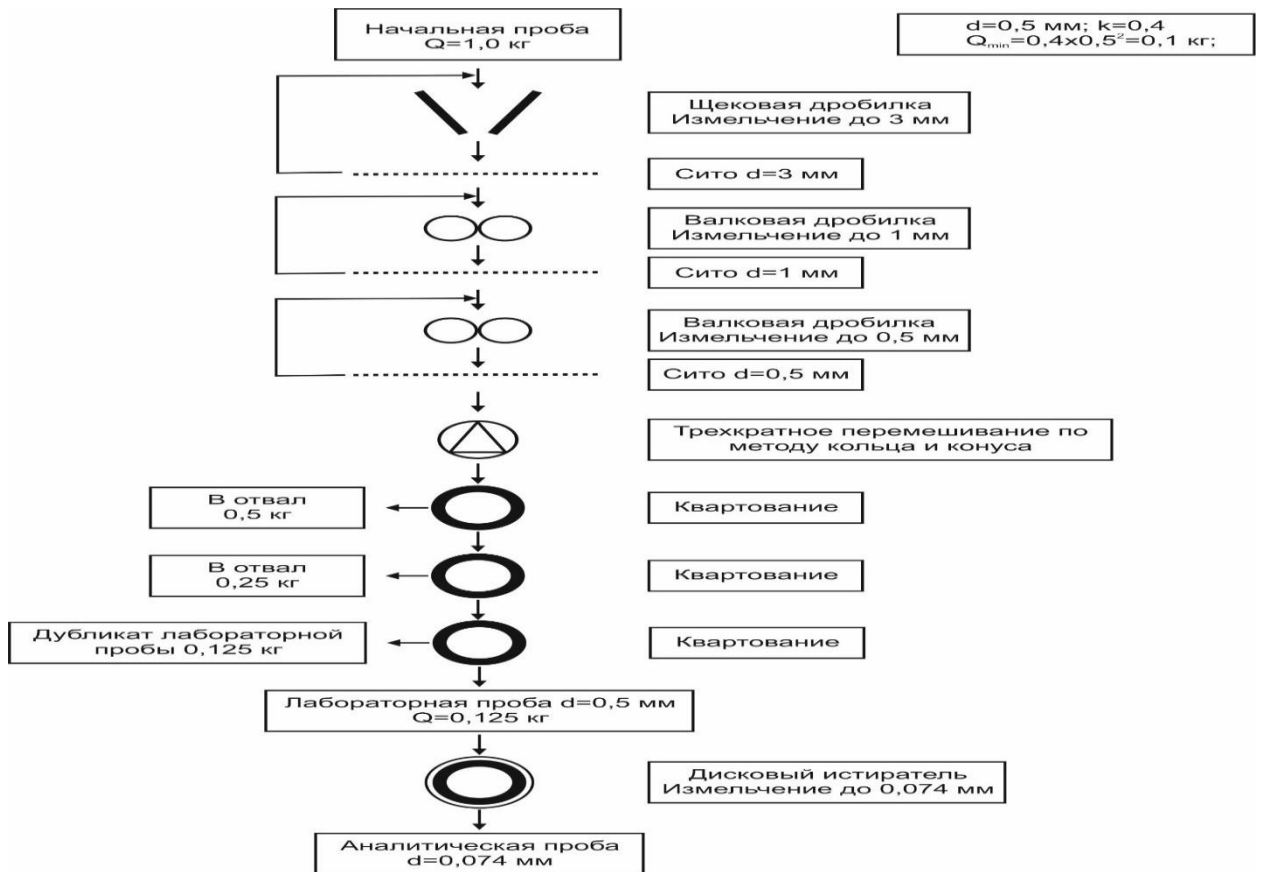 Начальная проба
Q=1,0 кг
d=0,5 мм; k=0,4
Qmin=0,4x0,5²=0,1 кг;
Щековая дробилка
Измельчение до 3 мм
Сито d=3 мм
Валковая дробилка
Измельчение до 1 мм
Сито d=1 мм
Валковая дробилка
Измельчение до 0,5 мм
Сито d=0,5 мм
Трехкратное перемешивание по
методу кольца и конуса
В отвал
0,5 кг
Квартование
В отвал
0,25 кг
Квартование
Дубликат лабораторной
пробы 0,125 кг
Квартование
Лабораторная проба d=0,5 мм
Q=0,125 кг
Дисковый истиратель
Измельчение до 0,074 мм
Аналитическая проба
d=0,074 мм